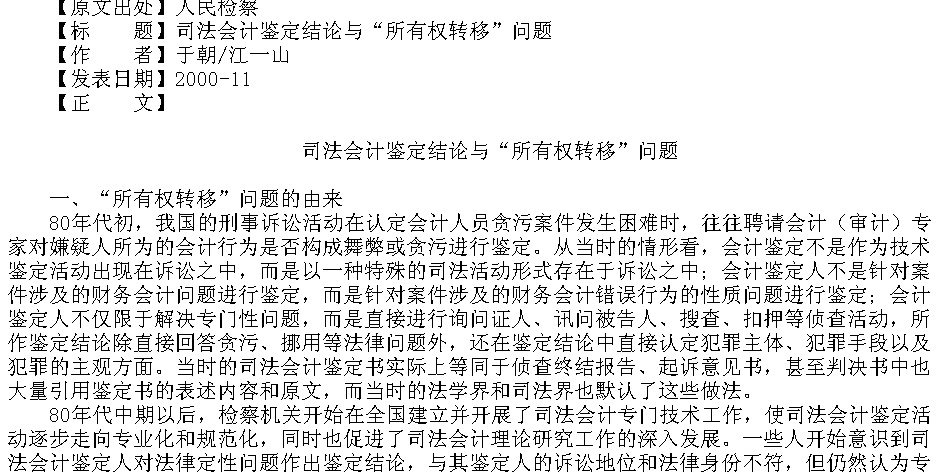 【原文出处】人民检察
【标　　题】司法会计鉴定结论与“所有权转移”问题
【作　　者】于朝/江一山
【发表日期】2000-11
【正　　文】
司法会计鉴定结论与“所有权转移”问题
一、“所有权转移”问题的由来
80年代初，我国的刑事诉讼活动在认定会计人员贪污案件发生困难时，往往聘请会计（审计）专
家对嫌疑人所为的会计行为是否构成舞弊或贪污进行鉴定。从当时的情形看，会计鉴定不是作为技术
鉴定活动出现在诉讼之中，而是以一种特殊的司法活动形式存在于诉讼之中；会计鉴定人不是针对案
件涉及的财务会计问题进行鉴定，而是针对案件涉及的财务会计错误行为的性质问题进行鉴定；会计
鉴定人不仅限于解决专门性问题，而是直接进行询问证人、讯问被告人、搜查、扣押等侦查活动，所
作鉴定结论除直接回答贪污、挪用等法律问题外，还在鉴定结论中直接认定犯罪主体、犯罪手段以及
犯罪的主观方面。当时的司法会计鉴定书实际上等同于侦查终结报告、起诉意见书，甚至判决书中也
大量引用鉴定书的表述内容和原文，而当时的法学界和司法界也默认了这些做法。
80年代中期以后，检察机关开始在全国建立并开展了司法会计专门技术工作，使司法会计鉴定活
动逐步走向专业化和规范化，同时也促进了司法会计理论研究工作的深入发展。一些人开始意识到司
法会计鉴定人对法律定性问题作出鉴定结论，与其鉴定人的诉讼地位和法律身份不符，但仍然认为专